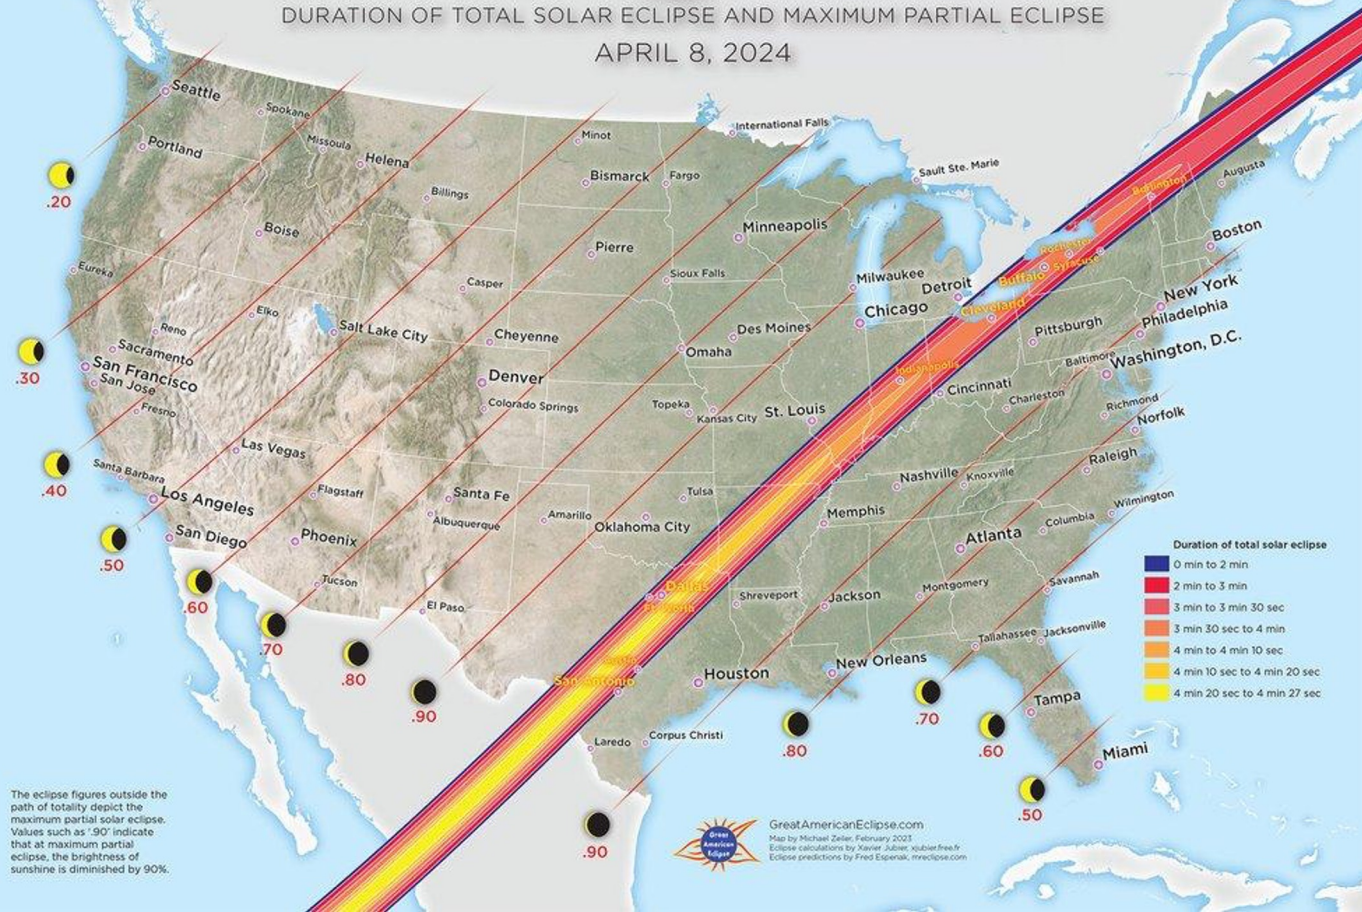 DURATION OF TOTAL SOLAR ECLIPSE AND MAXIMUM PARTIAL ECLIPSE
APRIL 8, 2024
Seattle
Spokane
Portland
Missoula
Helena
Billings
Minot
Bismarck
Fargo
International Falls
Sault Ste. Marie
Augusta
Burlington
Boston
.20
Boise
Pierre
Minneapolis
Eureka
Casper
Sioux Falls
Milwaukee
Detroit
Rochester
Syracuse
Buffalo
Cleveland
New York
Philadelphia
Elko
Reno
Salt Lake City
Cheyenne
Des Moines
Chicago
Pittsburgh
Baltimore
Washington, D.C.
.30
Sacramento
San Francisco
San Jose
Fresno
Denver
Colorado Springs
Omaha
Topeka
Kansas City
St. Louis
Indianapolis
Cincinnati
Charleston
Richmond
Norfolk
.40
Las Vegas
Santa Barbara
Los Angeles
Flagstaff
Santa Fe
Albuquerque
Amarillo
Tulsa
Oklahoma City
Nashville
Knoxville
Raleigh
Memphis
Wilmington
Columbia
Atlanta
.50
San Diego
Phoenix
Tucson
El Paso
Dallas
Ft. Worth
Shreveport
Jackson
Montgomery
Savannah
Tallahassee
Jacksonville
.60
.70
.80
.90
Austin
San Antonio
Houston
New Orleans
Laredo
Corpus Christi
Tampa
Miami
.80
.70
.60
.50
.90
Duration of total solar eclipse
0 min to 2 min
2 min to 3 min
3 min to 3 min 30 sec
3 min 30 sec to 4 min
4 min to 4 min 10 sec
4 min 10 sec to 4 min 20 sec
4 min 20 sec to 4 min 27 sec
The eclipse figures outside the
path of totality depict the
maximum partial solar eclipse.
Values such as '.90' indicate
that at maximum partial
eclipse, the brightness of
sunshine is diminished by 90%.
Great
American
Eclipse
GreatAmericanEclipse.com
Map by Michael Zeiler, February 2023
Eclipse calculations by Xavier Jubier, xjubier.free.fr
Eclipse predictions by Fred Espenak, mreclipse.com